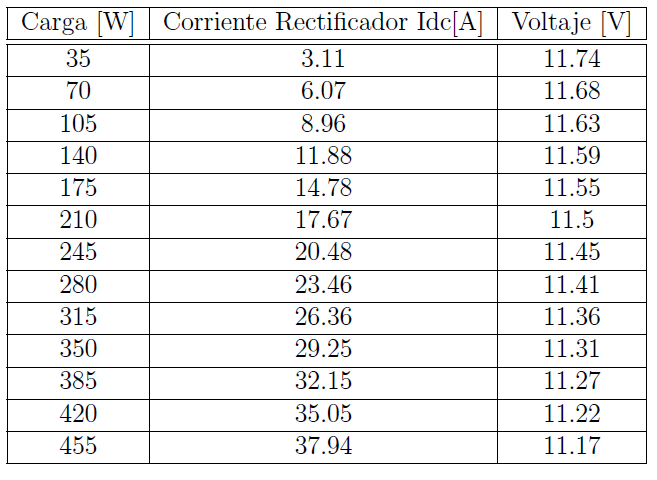 Carga [W] Corriente Rectificador Idc[A] Voltaje [V]
35 3.11 11.74
70 6.07 11.68
105 8.96 11.63
140 11.88 11.59
175 14.78 11.55
210 17.67 11.5
245 20.48 11.45
280 23.46 11.41
315 26.36 11.36
350 29.25 11.31
385 32.15 11.27
420 35.05 11.22
455 37.94 11.17